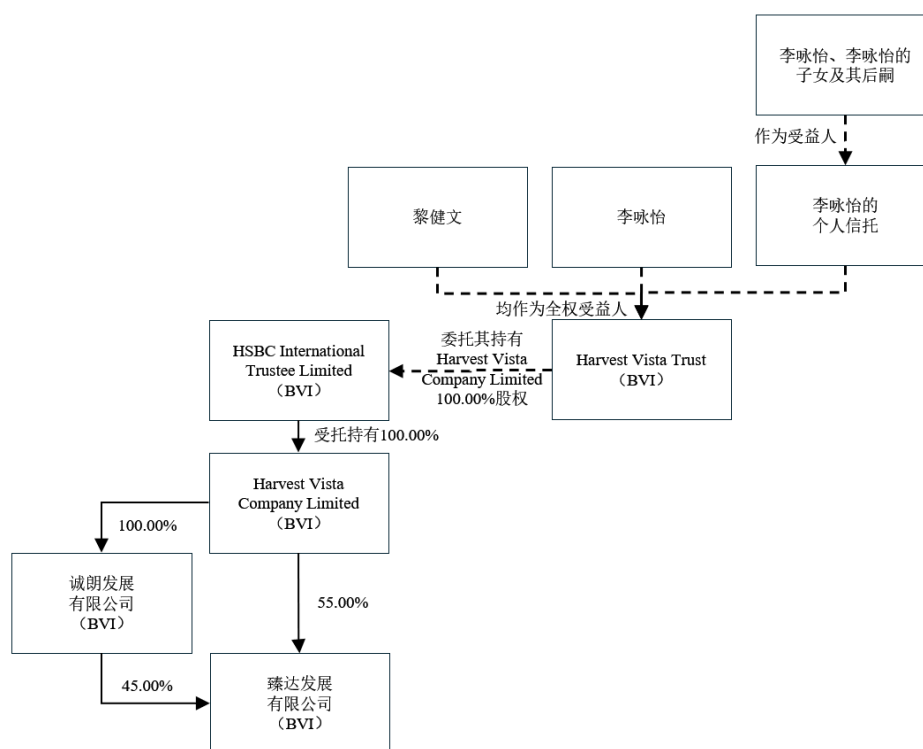 李咏怡、李咏怡的
子女及其后嗣
作为受益人
黎健文
李咏怡
李咏怡的
个人信托
均作为全权受益人
HSBC International
Trustee Limited
（BVI）
委托其持有
Harvest Vista
Company Limited
100.00%股权
Harvest Vista Trust
（BVI）
受托持有100.00%
Harvest Vista
Company Limited
（BVI）
100.00%
诚朗发展
有限公司
（BVI）
55.00%
45.00%
臻达发展
有限公司
（BVI）